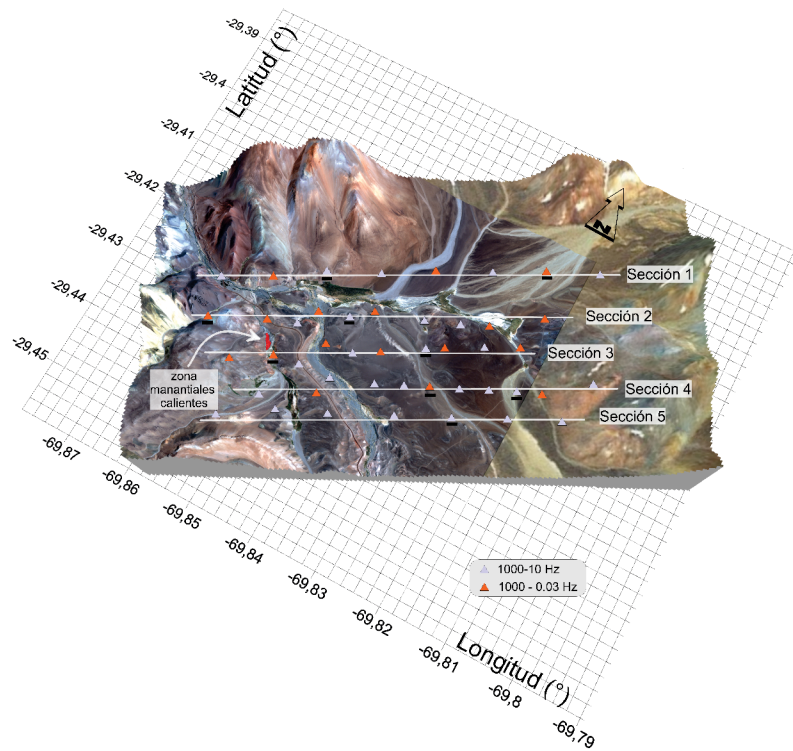 -29,39
-29,4
-29,41
-29,42
-29,43
-29,44
-29,45
Latitud (°)
N
Sección 1
Sección 2
Sección 3
Sección 4
Sección 5
zona
manantiales
calientes
-69,87
-69,86
-69,85
-69,84
-69,83
-69,82
-69,81
-69,8
-69,79
Longitud (°)
1000-10 Hz
1000 - 0.03 Hz